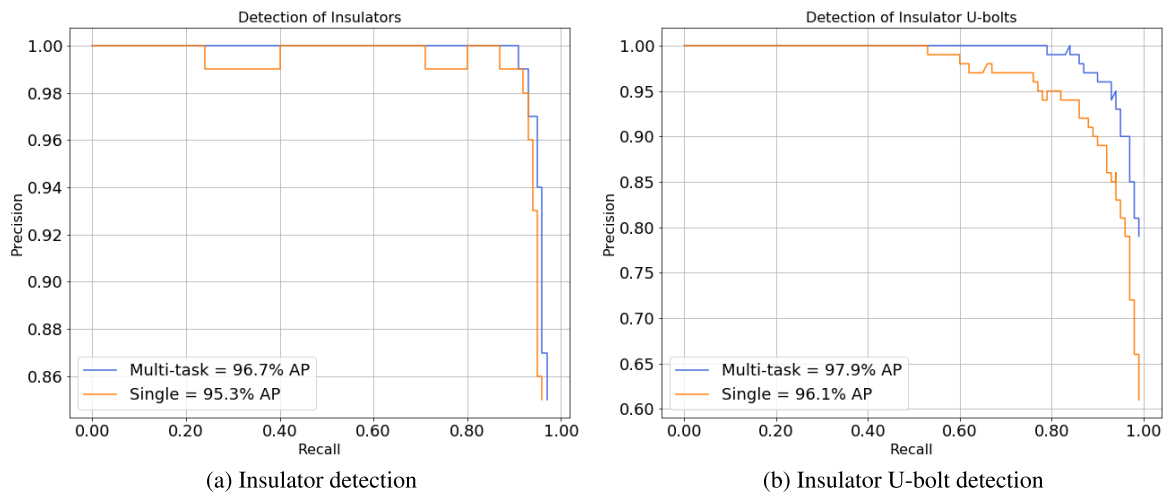 Detection of Insulators
1.00
0.98
0.96
0.94
0.92
0.90
0.88
0.86
Precision
Multi-task = 96.7% AP
Single = 95.3% AP
0.00 0.20 0.40 0.60 0.80 1.00
Recall
(a) Insulator detection
Detection of Insulator U-bolts
1.00
0.95
0.90
0.85
0.80
0.75
0.70
0.65
0.60
Precision
Multi-task = 97.9% AP
Single = 96.1% AP
0.00 0.20 0.40 0.60 0.80 1.00
Recall
(b) Insulator U-bolt detection